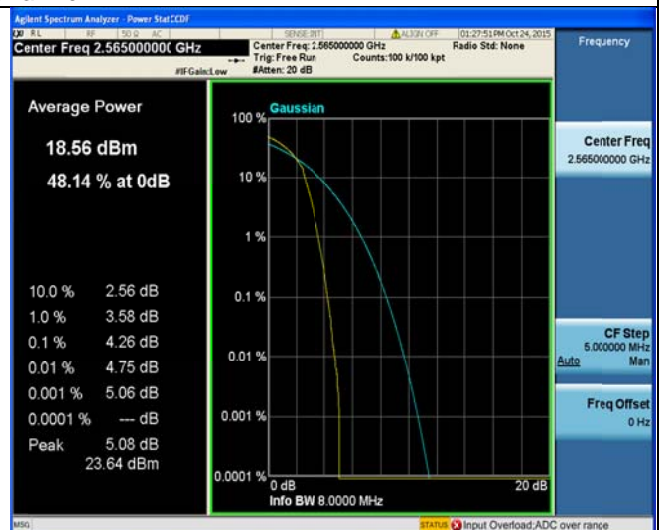 Agilent Spectrum Analyzer - Power Stat CCDF
RL RF 50 Ω AC SENSE:INT ALIGN OFF 01:27:51 PM Oct 24, 2015
Center Freq 2.565000000 GHz
Center Freq: 2.565000000 GHz Radio Std: None
Trig: Free Run Counts:100 k/100 kpt
#IFGain:Low #Atten: 20 dB
Frequency
Average Power
18.56 dBm
48.14 % at 0dB
10.0 % 2.56 dB
1.0 % 3.58 dB
0.1 % 4.26 dB
0.01 % 4.75 dB
0.001 % 5.06 dB
0.0001 % --- dB
Peak 5.08 dB
23.64 dBm
Gaussian
100 %
10 %
1 %
0.1 %
0.01 %
0.001 %
0.0001 %
0 dB 20 dB
Info BW 8.0000 MHz
Center Freq
2.565000000 GHz
CF Step
5.000000 MHz
Auto Man
Freq Offset
0 Hz
MSG STATUS Input Overload;ADC over range